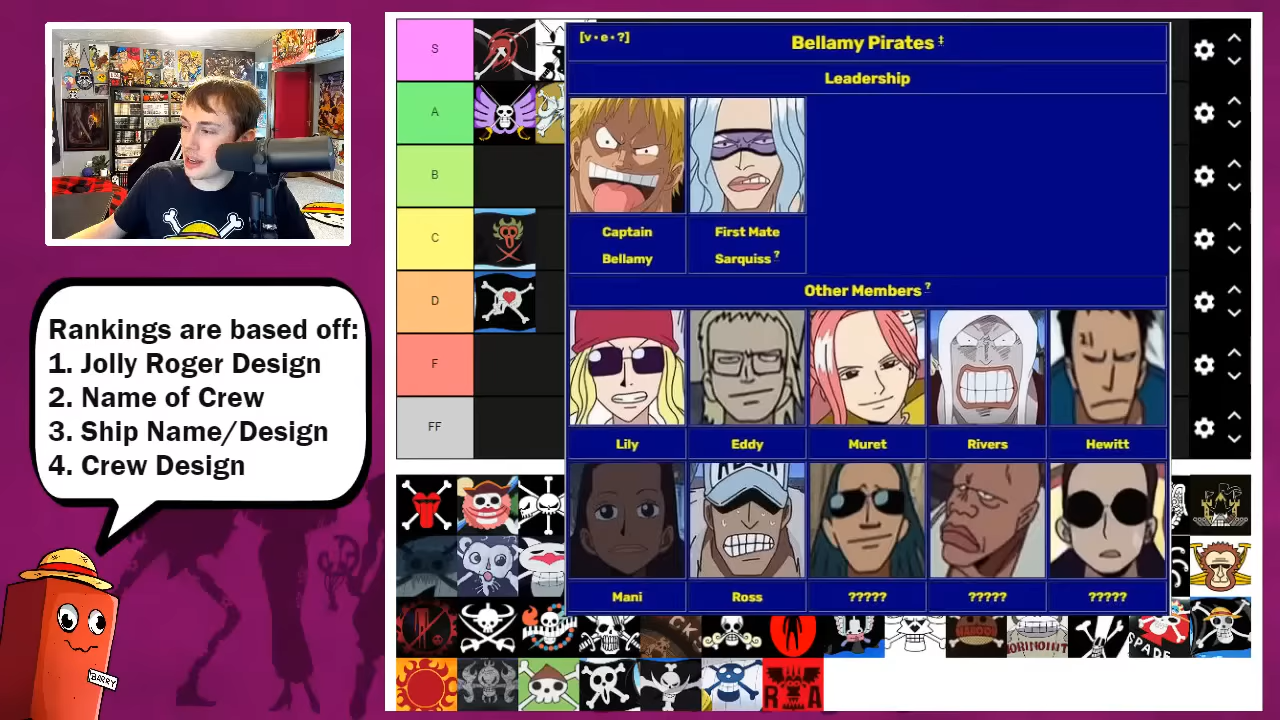 S
A
B
C
D
F
FF
[v • e • ?]
Bellamy Pirates ‡
Leadership
Captain
Bellamy
First Mate
Sarquiss ?
Other Members ?
Lily
Eddy
Muret
Rivers
Hewitt
Mani
Ross
?????
?????
?????
Rankings are based off:
1. Jolly Roger Design
2. Name of Crew
3. Ship Name/Design
4. Crew Design
SPADE
R A